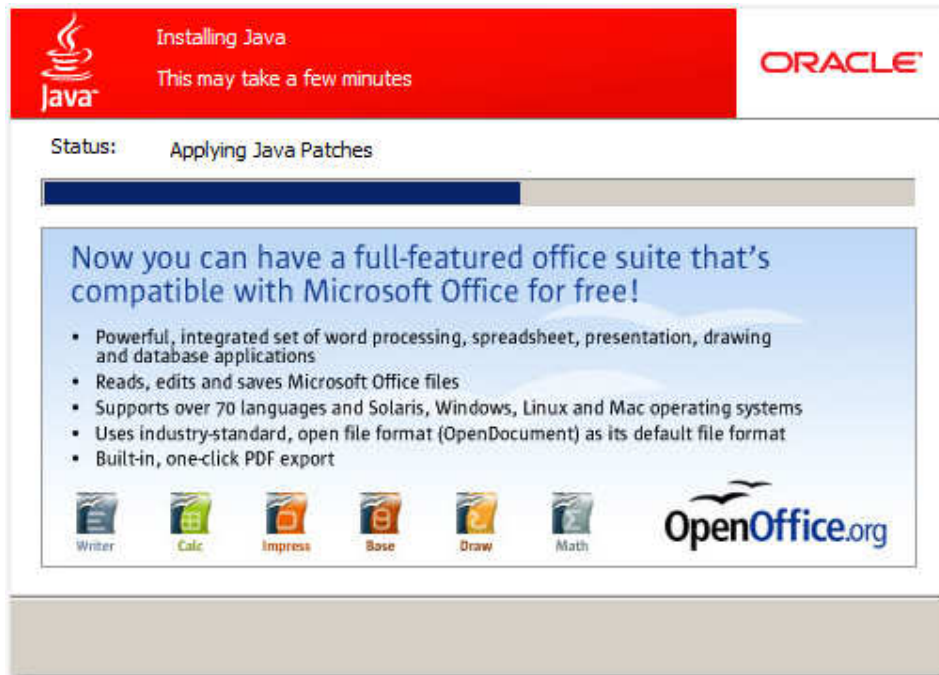 Installing Java
This may take a few minutes
Java™
ORACLE®
Status: Applying Java Patches
Now you can have a full-featured office suite that's
compatible with Microsoft Office for free!
• Powerful, integrated set of word processing, spreadsheet, presentation, drawing
and database applications
• Reads, edits and saves Microsoft Office files
• Supports over 70 languages and Solaris, Windows, Linux and Mac operating systems
• Uses industry-standard, open file format (OpenDocument) as its default file format
• Built-in, one-click PDF export
Writer Calc Impress Base Draw Math
OpenOffice.org